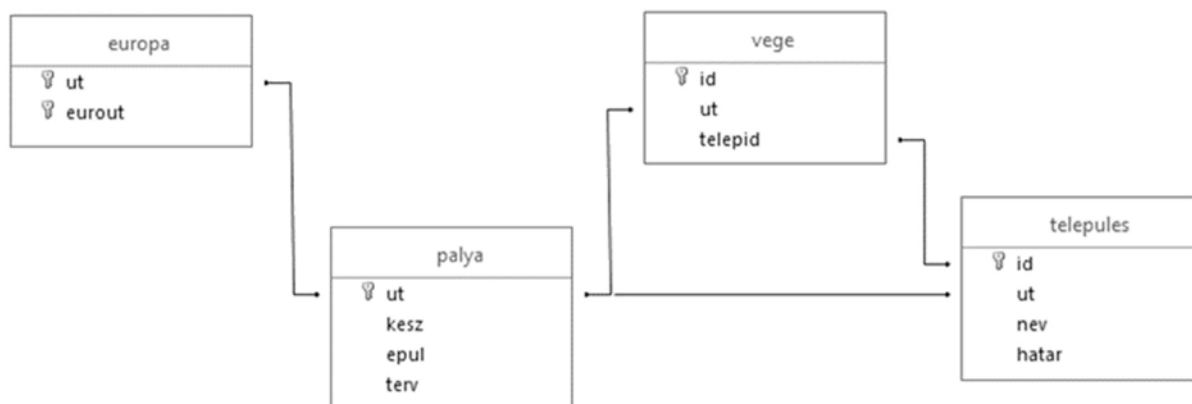 europa
ut
eurout
vege
id
ut
telepid
palya
ut
kesz
epul
terv
telepules
id
ut
nev
hatar